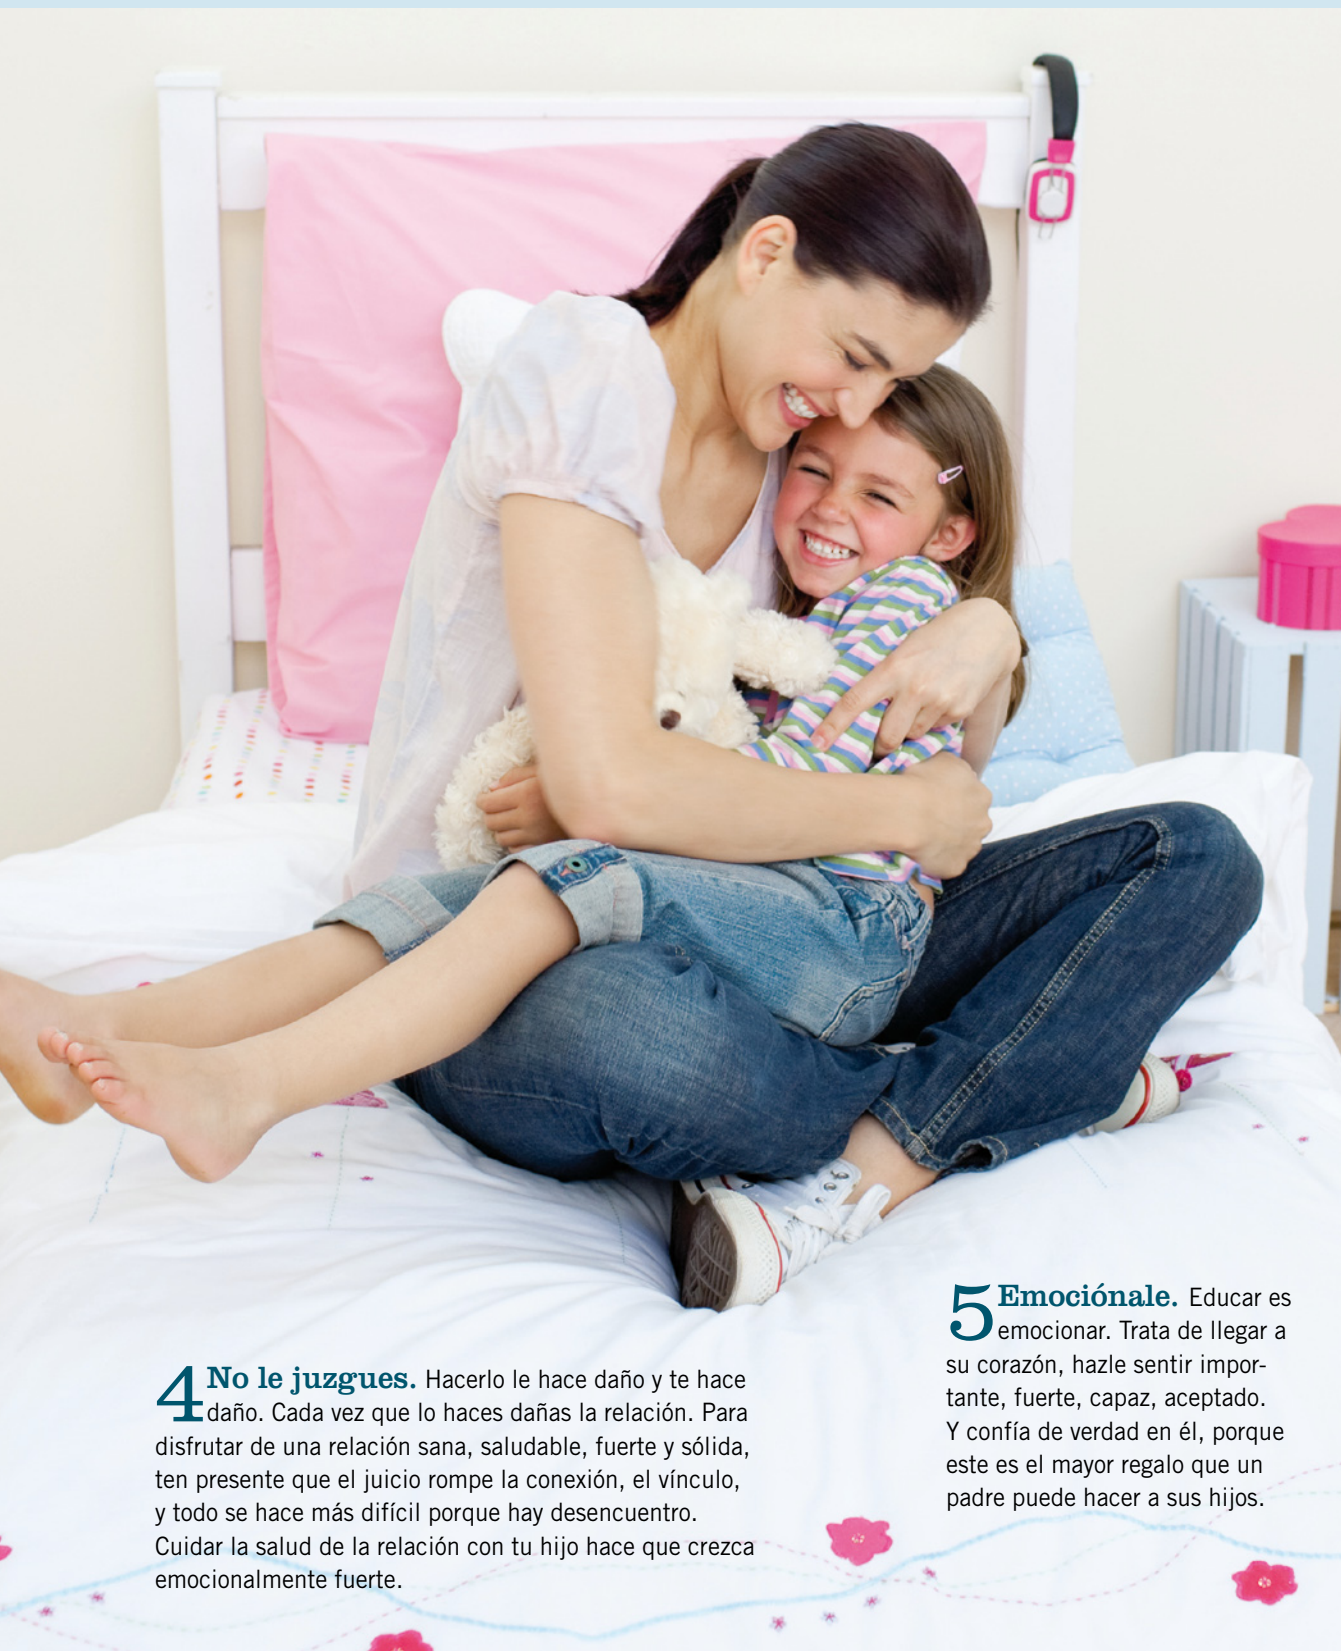 4 No le juzgues. Hacerlo le hace daño y te hace
daño. Cada vez que lo haces dañas la relación. Para
disfrutar de una relación sana, saludable, fuerte y sólida,
ten presente que el juicio rompe la conexión, el vínculo,
y todo se hace más difícil porque hay desencuentro.
Cuidar la salud de la relación con tu hijo hace que crezca
emocionalmente fuerte.
5 Emociónale. Educar es
emocionar. Trata de llegar a
su corazón, hazle sentir impor-
tante, fuerte, capaz, aceptado.
Y confía de verdad en él, porque
este es el mayor regalo que un
padre puede hacer a sus hijos.